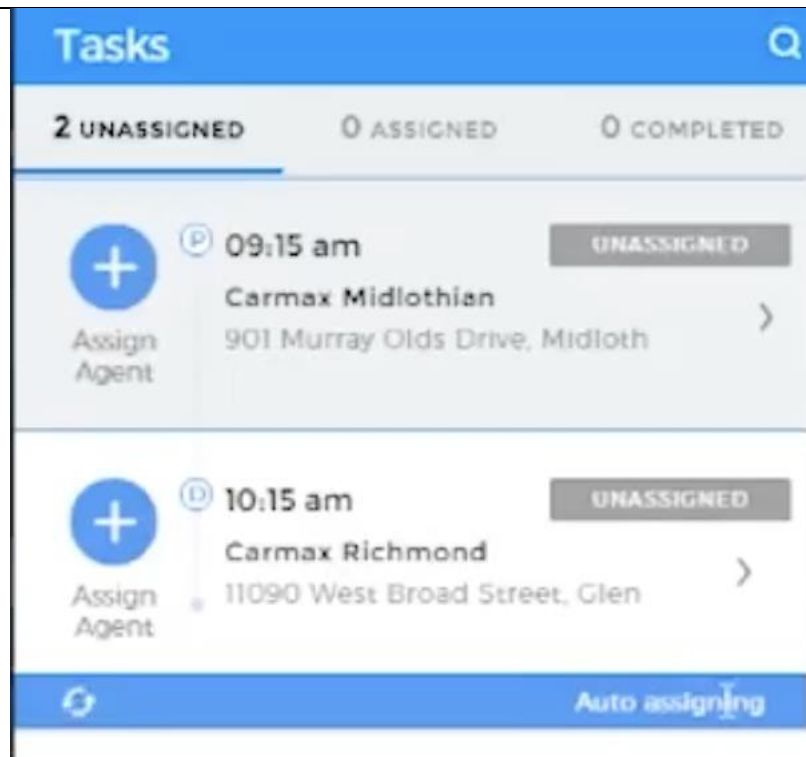 Tasks
2 UNASSIGNED
0 ASSIGNED
0 COMPLETED
P 09:15 am
UNASSIGNED
Carmax Midlothian
901 Murray Olds Drive, Midloth
Assign
Agent
D 10:15 am
UNASSIGNED
Carmax Richmond
11090 West Broad Street, Glen
Assign
Agent
Auto assigning